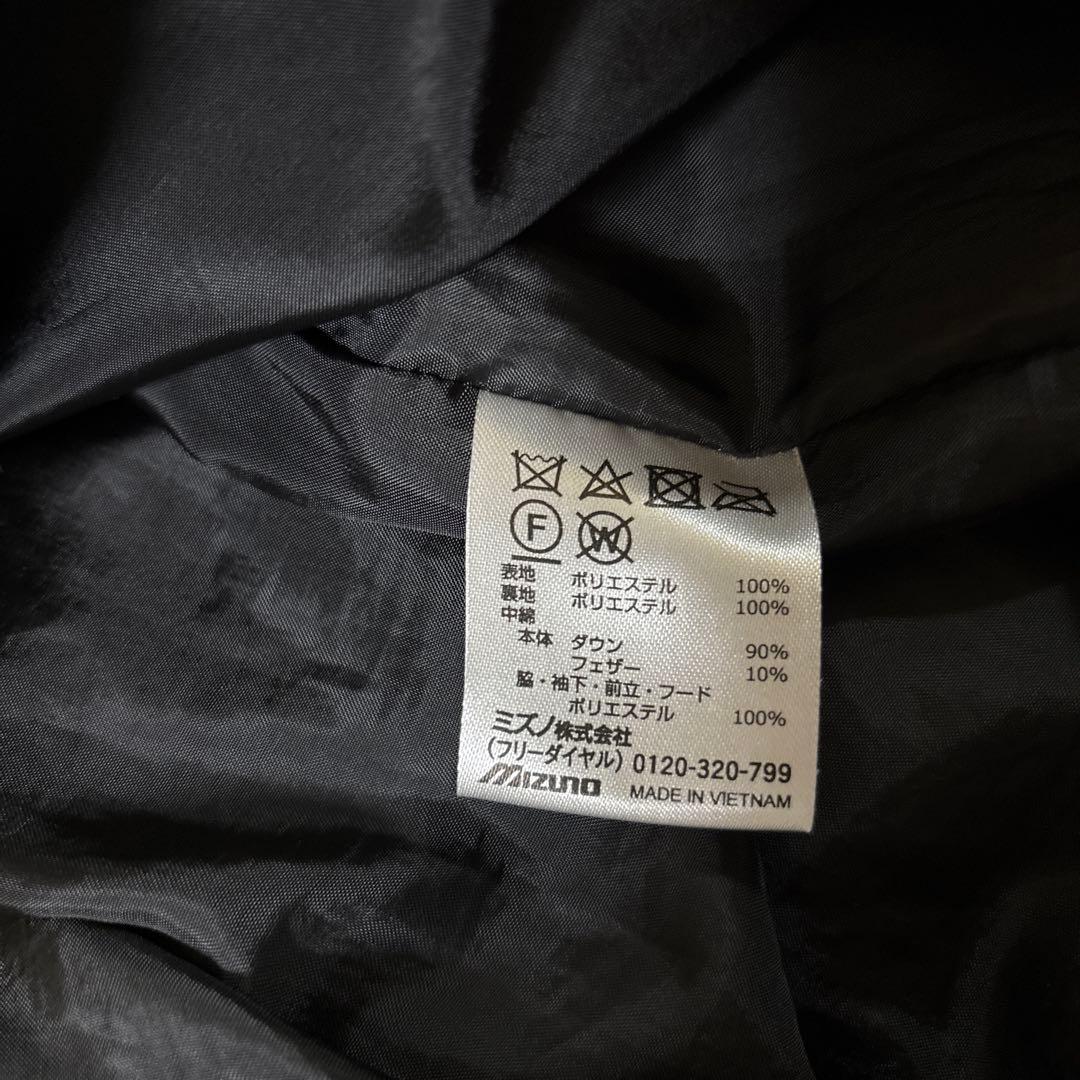 F W
表地 ポリエステル 100%
裏地 ポリエステル 100%
中綿
本体 ダウン 90%
フェザー 10%
脇・袖下・前立・フード
ポリエステル 100%
ミズノ株式会社
(フリーダイヤル) 0120-320-799
MIZUNO MADE IN VIETNAM